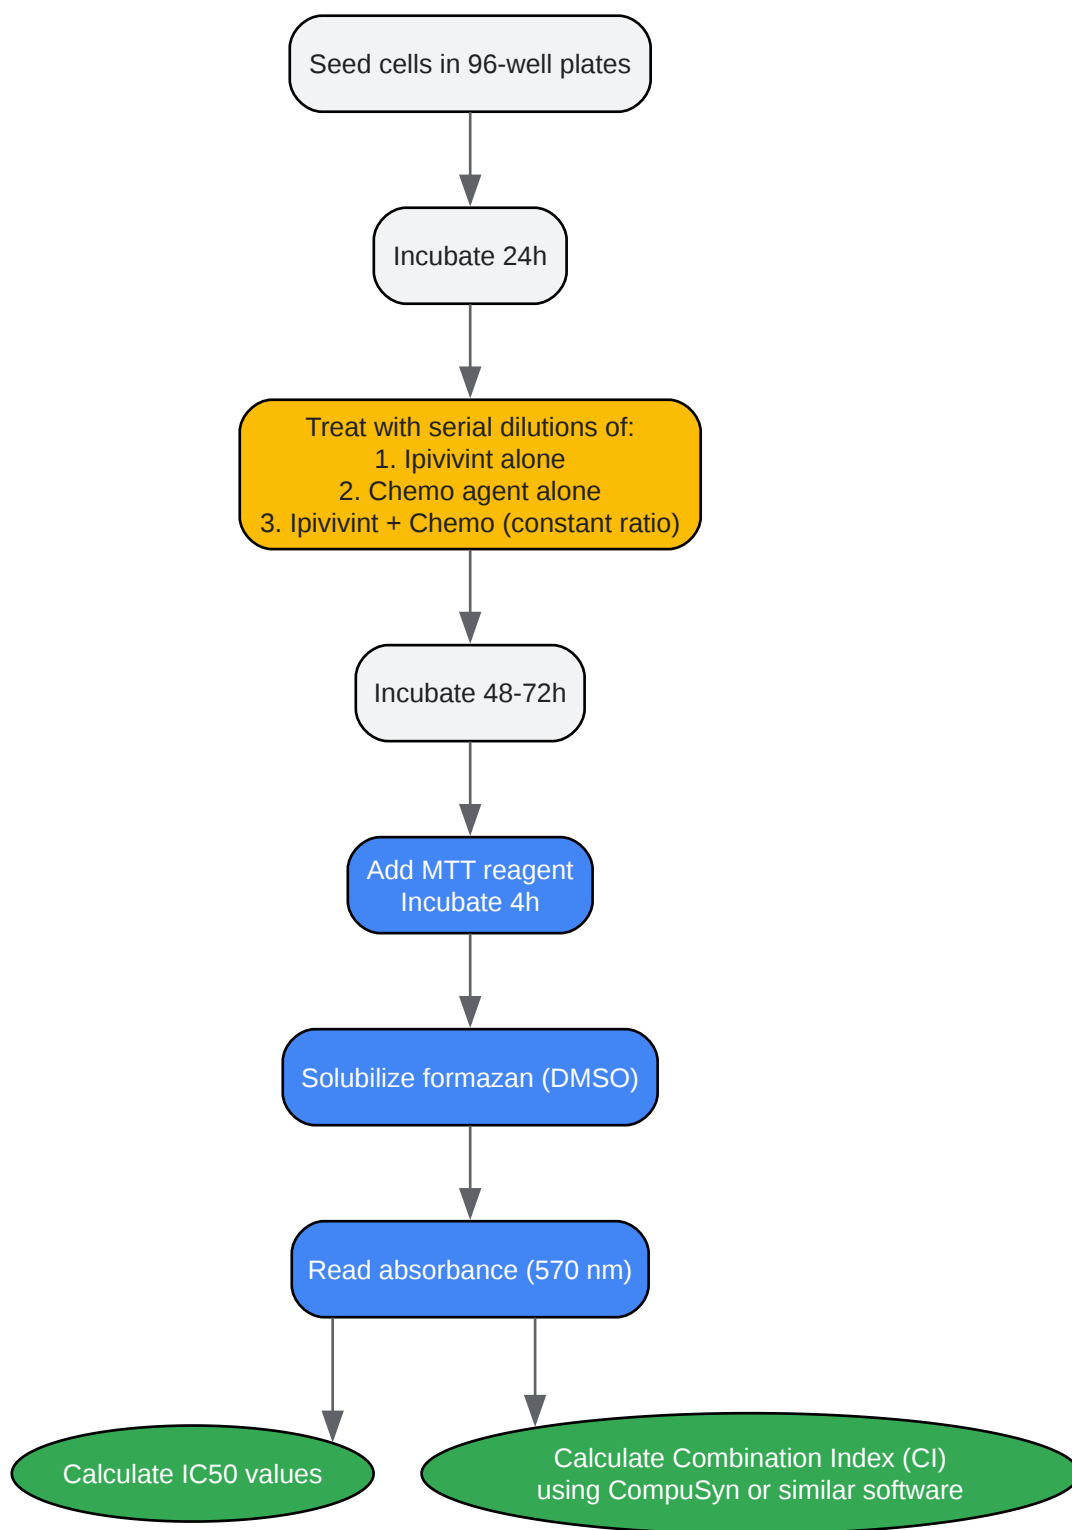 Seed cells in 96-well plates
Incubate 24h
Treat with serial dilutions of:
1. Ipivivint alone
2. Chemo agent alone
3. Ipivivint + Chemo (constant ratio)
Incubate 48-72h
Add MTT reagent
Incubate 4h
Solubilize formazan (DMSO)
Read absorbance (570 nm)
Calculate IC50 values
Calculate Combination Index (CI)
using CompuSyn or similar software